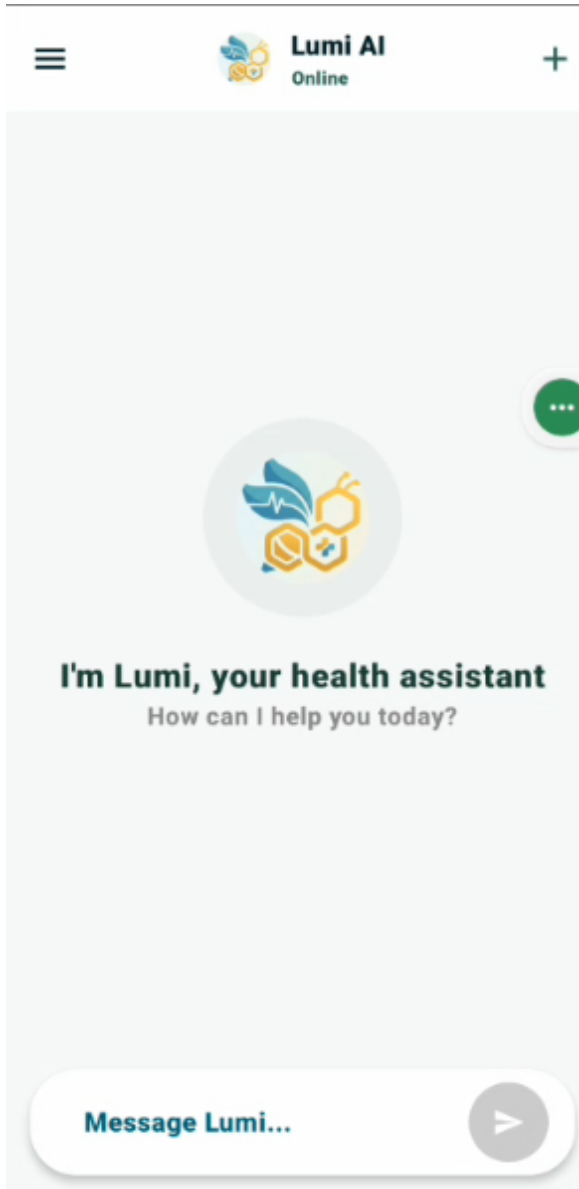 Lumi AI
Online
I'm Lumi, your health assistant
How can I help you today?
Message Lumi...